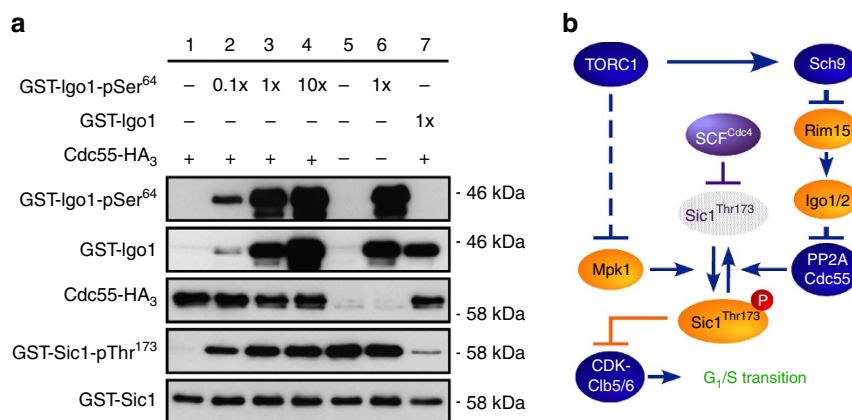 a
1 2 3 4 5 6 7
GST-Igo1-pSer64 – 0.1x 1x 10x – 1x
GST-Igo1 – – – – – – 1x
Cdc55-HA3 + + + + – – +
GST-Igo1-pSer64 - 46 kDa
GST-Igo1 - 46 kDa
Cdc55-HA3 - 58 kDa
GST-Sic1-pThr173 - 58 kDa
GST-Sic1 - 58 kDa
b
TORC1
Sch9
SCFCdc4
Rim15
Sic1Thr173
Igo1/2
Mpk1
PP2A
Cdc55
P
Sic1Thr173
CDK-
Clb5/6
G1/S transition